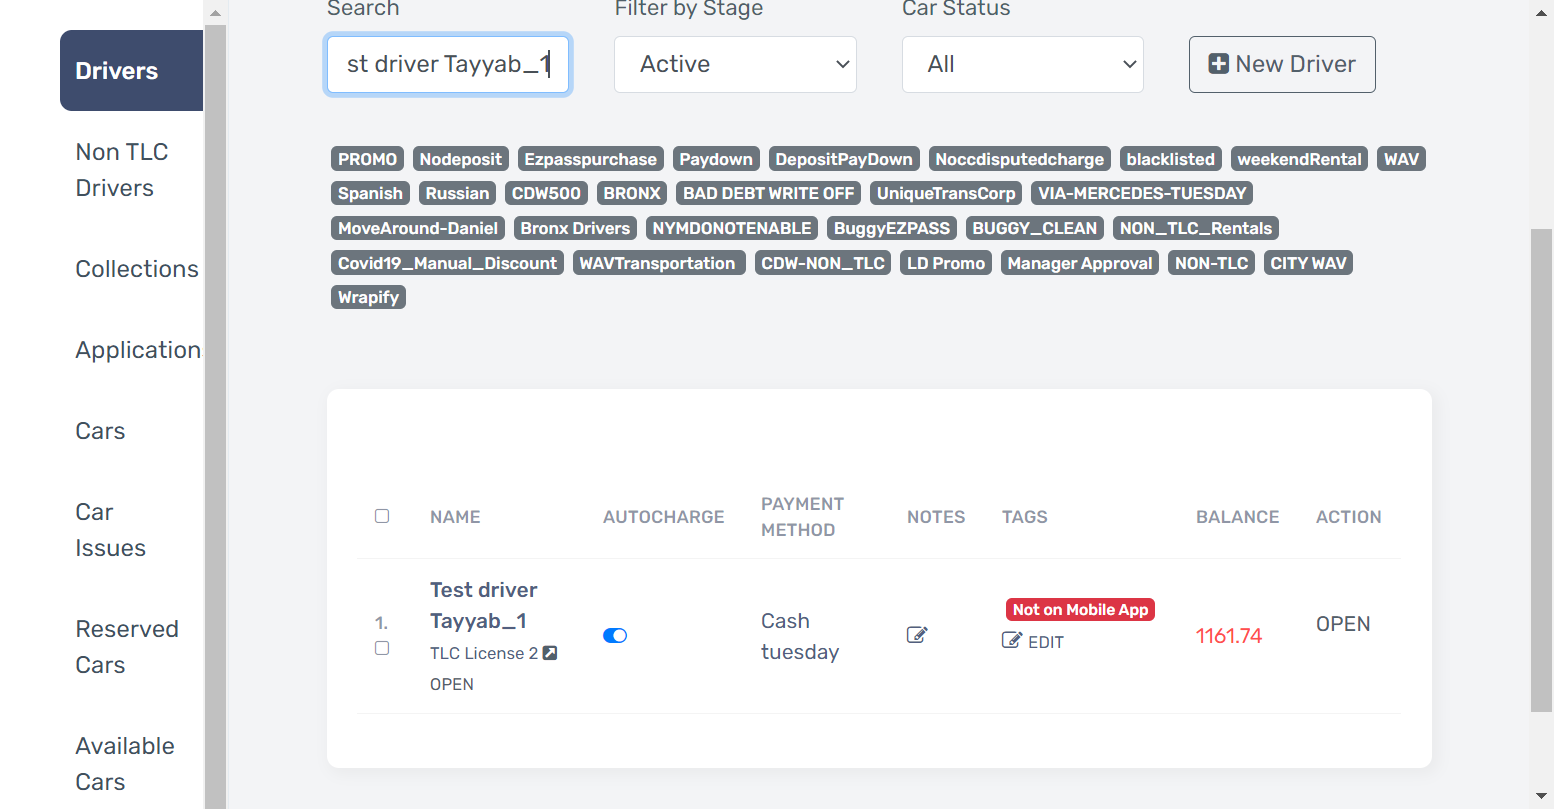 Search
Filter by Stage
Car Status
st driver Tayyab_1
Active
All
New Driver
Drivers
Non TLC
Drivers
Collections
Application
Cars
Car
Issues
Reserved
Cars
Available
Cars
PROMO Nodeposit Ezpasspurchase Paydown DepositPayDown Noccdisputedcharge blacklisted weekendRental WAV
Spanish Russian CDW500 BRONX BAD DEBT WRITE OFF UniqueTransCorp VIA-MERCEDES-TUESDAY
MoveAround-Daniel Bronx Drivers NYMDONOTENABLE BuggyEZPASS BUGGY_CLEAN NON_TLC_Rentals
Covid19_Manual_Discount WAVTransportation CDW-NON_TLC LD Promo Manager Approval NON-TLC CITY WAV
Wrapify
NAME
AUTOCHARGE
PAYMENT
METHOD
NOTES
TAGS
BALANCE
ACTION
1.
Test driver
Tayyab_1
TLC License 2
OPEN
Cash
tuesday
Not on Mobile App
EDIT
1161.74
OPEN